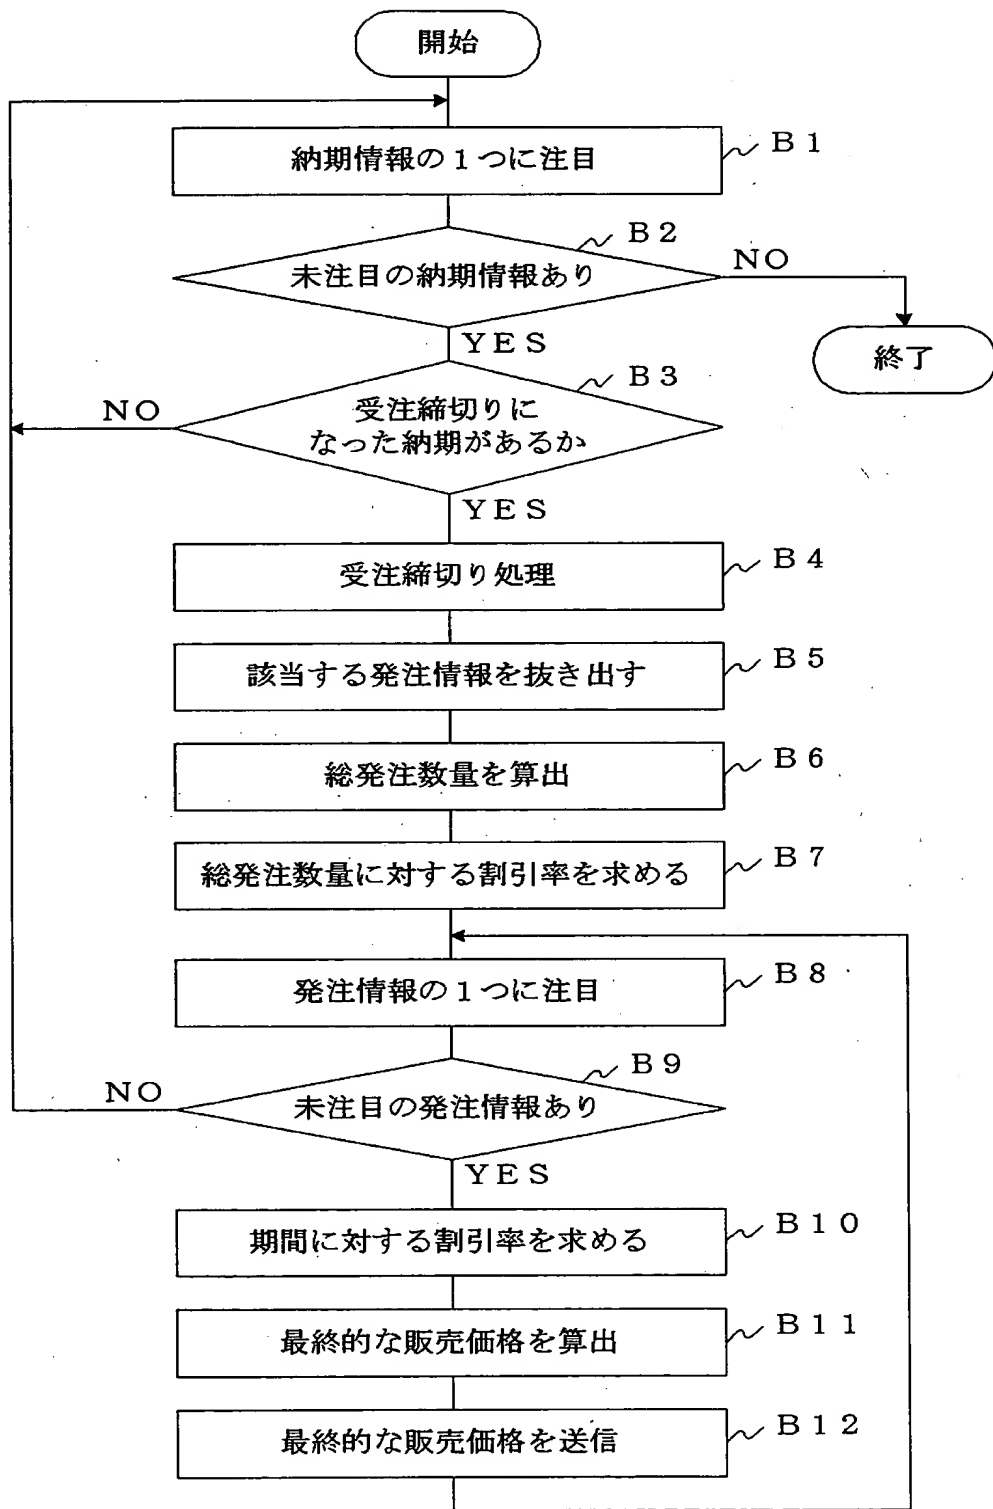 開始
納期情報の１つに注目
Ｂ１
未注目の納期情報あり
Ｂ２
ＮＯ
終了
ＹＥＳ
受注締切りに
なった納期があるか
Ｂ３
ＮＯ
ＹＥＳ
受注締切り処理
Ｂ４
該当する発注情報を抜き出す
Ｂ５
総発注数量を算出
Ｂ６
総発注数量に対する割引率を求める
Ｂ７
発注情報の１つに注目
Ｂ８
未注目の発注情報あり
Ｂ９
ＮＯ
ＹＥＳ
期間に対する割引率を求める
Ｂ１０
最終的な販売価格を算出
Ｂ１１
最終的な販売価格を送信
Ｂ１２